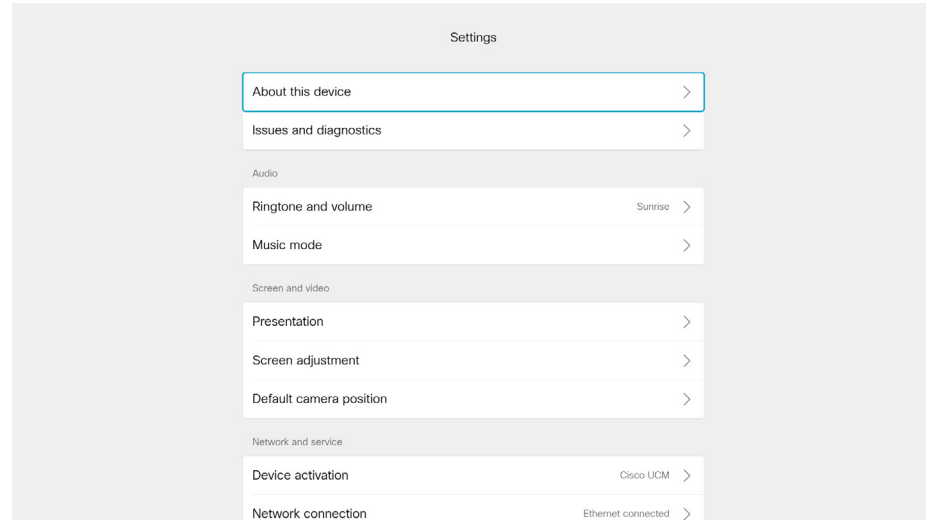 Settings
About this device
Issues and diagnostics
Audio
Ringtone and volume Sunrise
Music mode
Screen and video
Presentation
Screen adjustment
Default camera position
Network and service
Device activation Cisco UCM
Network connection Ethernet connected